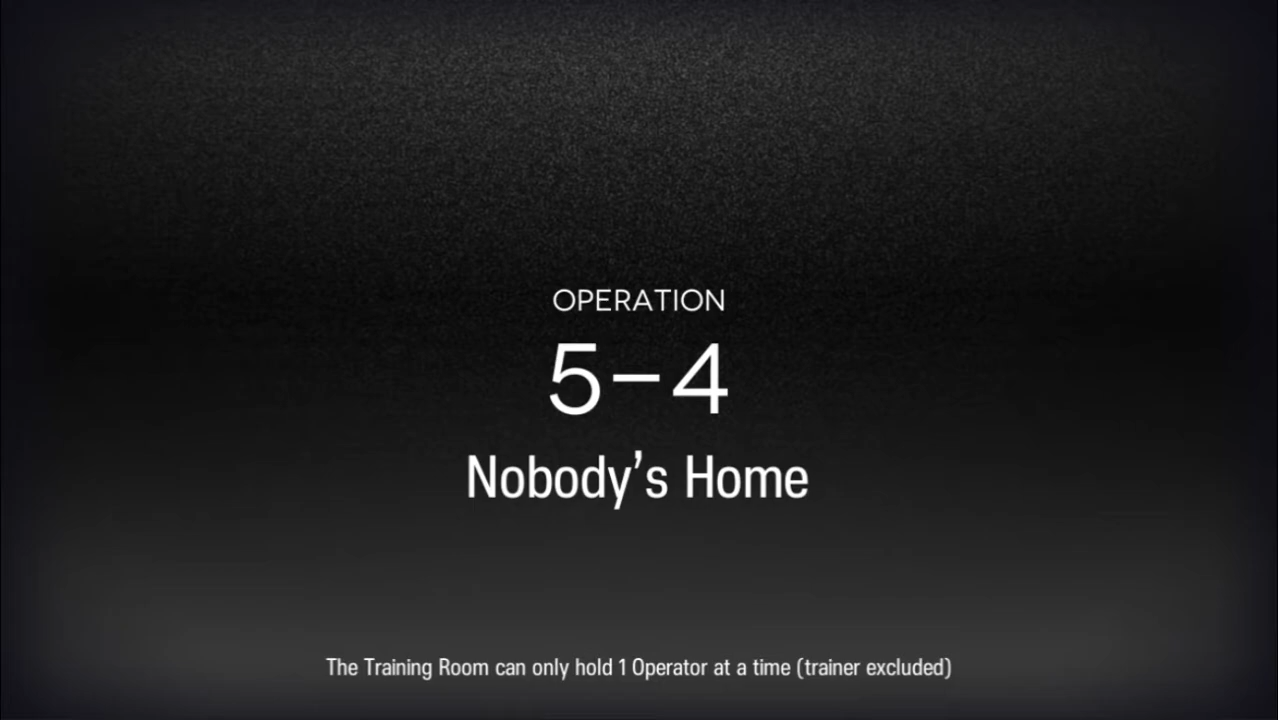 OPERATION
5-4
Nobody's Home
The Training Room can only hold 1 Operator at a time (trainer excluded)